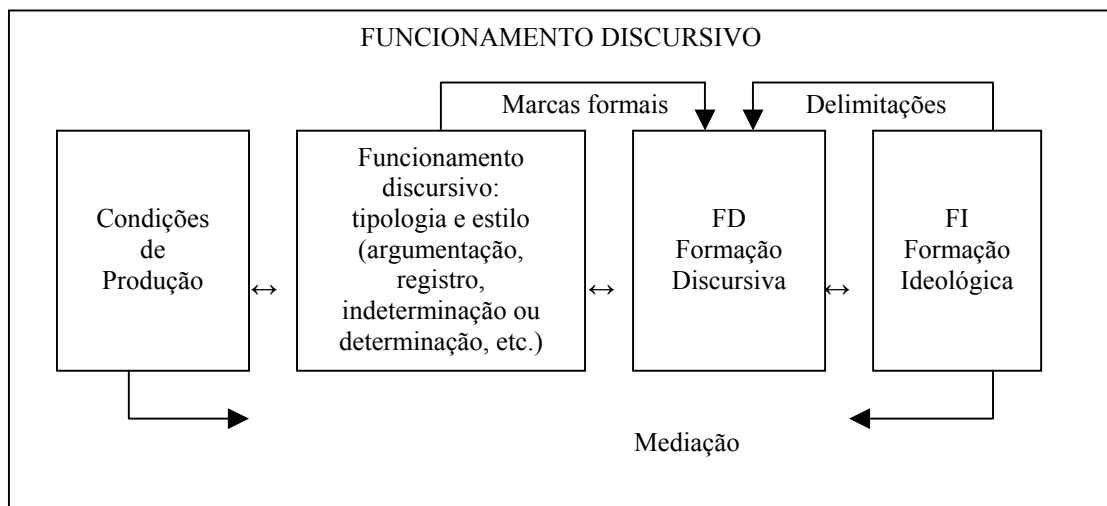 FUNCIONAMENTO DISCURSIVO
Marcas formais
Delimitações
Condições
de
Produção
↔
Funcionamento
discursivo:
tipologia e estilo
(argumentação,
registro,
indeterminação ou
determinação, etc.)
↔
FD
Formação
Discursiva
↔
FI
Formação
Ideológica
Mediação